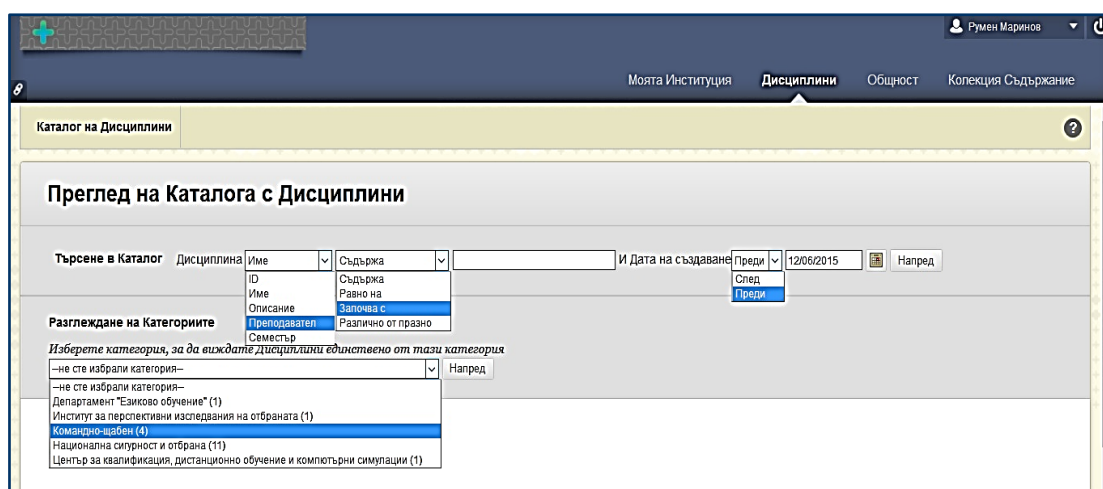 Румен Маринов
Моята Институция Дисциплини Общност Колекция Съдържание
Каталог на Дисциплини ?
Преглед на Каталога с Дисциплини
Търсене в Каталог Дисциплина Име Съдържа И Дата на създаване Преди 12/06/2015 Напред
ID Съдържа След
Име Равно на Преди
Описание Започва с
Преподавател Различно от празно
Семестър
Разглеждане на Категориите
Изберете категория, за да виждате Дисциплини единствено от тази категория
--не сте избрали категория-- Напред
--не сте избрали категория--
Департамент "Езиково обучение" (1)
Институт за перспективни изследвания на отбраната (1)
Командно-щабен (4)
Национална сигурност и отбрана (11)
Център за квалификация, дистанционно обучение и компютърни симулации (1)